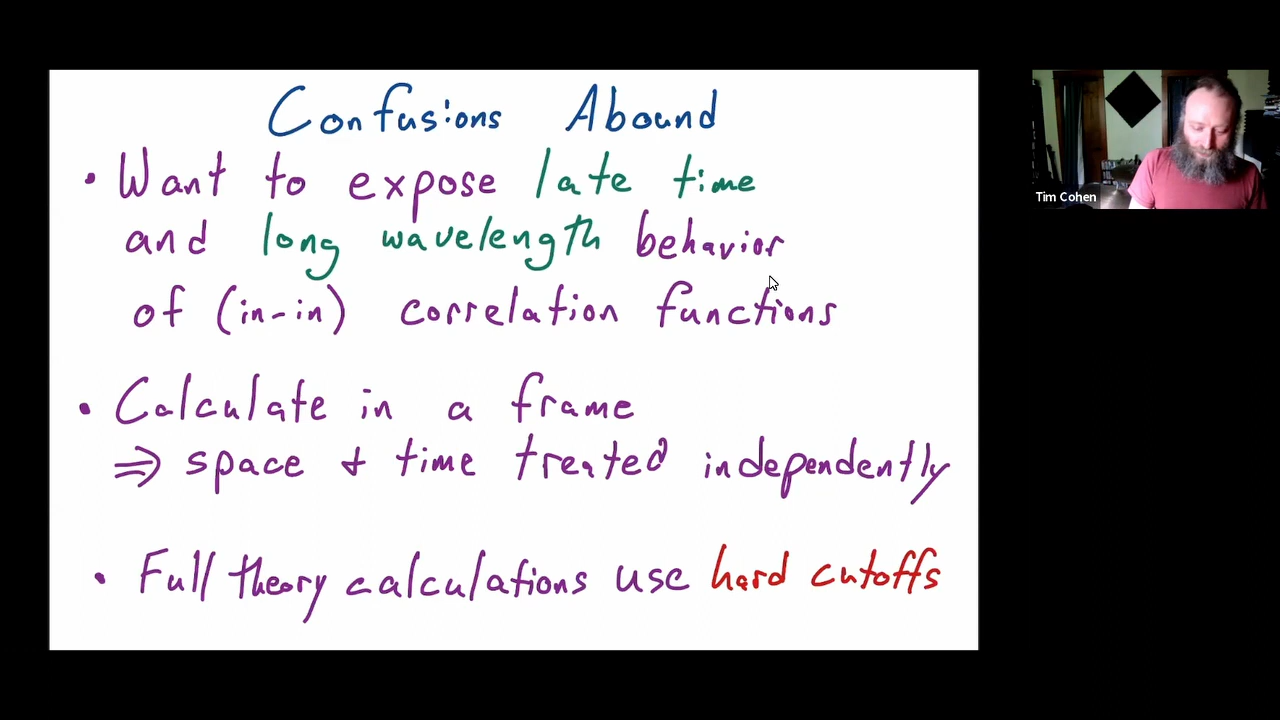 Confusions Abound
• Want to expose late time
and long wavelength behavior
of (in-in) correlation functions
• Calculate in a frame
⇒ space + time treated independently
• Full theory calculations use hard cutoffs
Tim Cohen